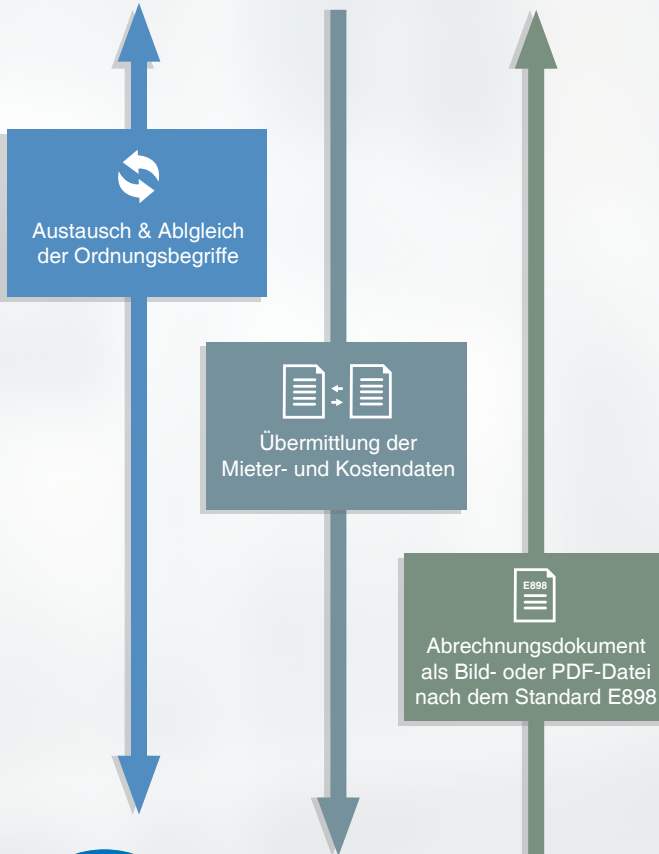 Austausch & Ablgleich
der Ordnungsbegriffe
Übermittlung der
Mieter- und Kostendaten
E898
Abrechnungsdokument
als Bild- oder PDF-Datei
nach dem Standard E898